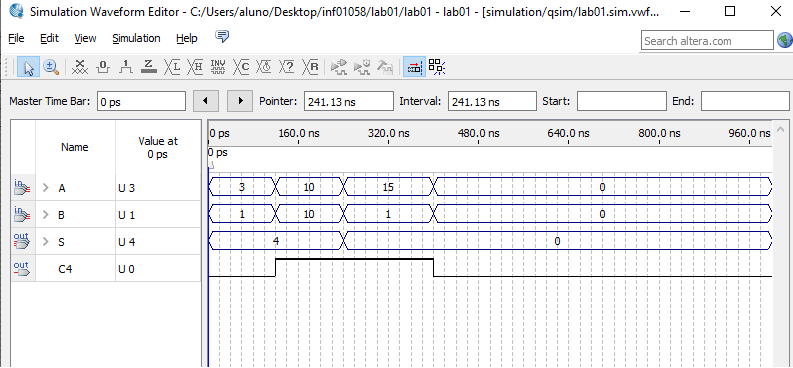 Simulation Waveform Editor - C:/Users/aluno/Desktop/inf01058/lab01/lab01 - lab01 - [simulation/qsim/lab01.sim.vwf...
File Edit View Simulation Help
Search altera.com
Master Time Bar: 0 ps Pointer: 241.13 ns Interval: 241.13 ns Start: End:
Name Value at 0 ps
0 ps 160.0 ns 320.0 ns 480.0 ns 640.0 ns 800.0 ns 960.0 ns
0 ps
A U 3 3 10 15 0
B U 1 1 10 1 0
S U 4 4 0
C4 U 0